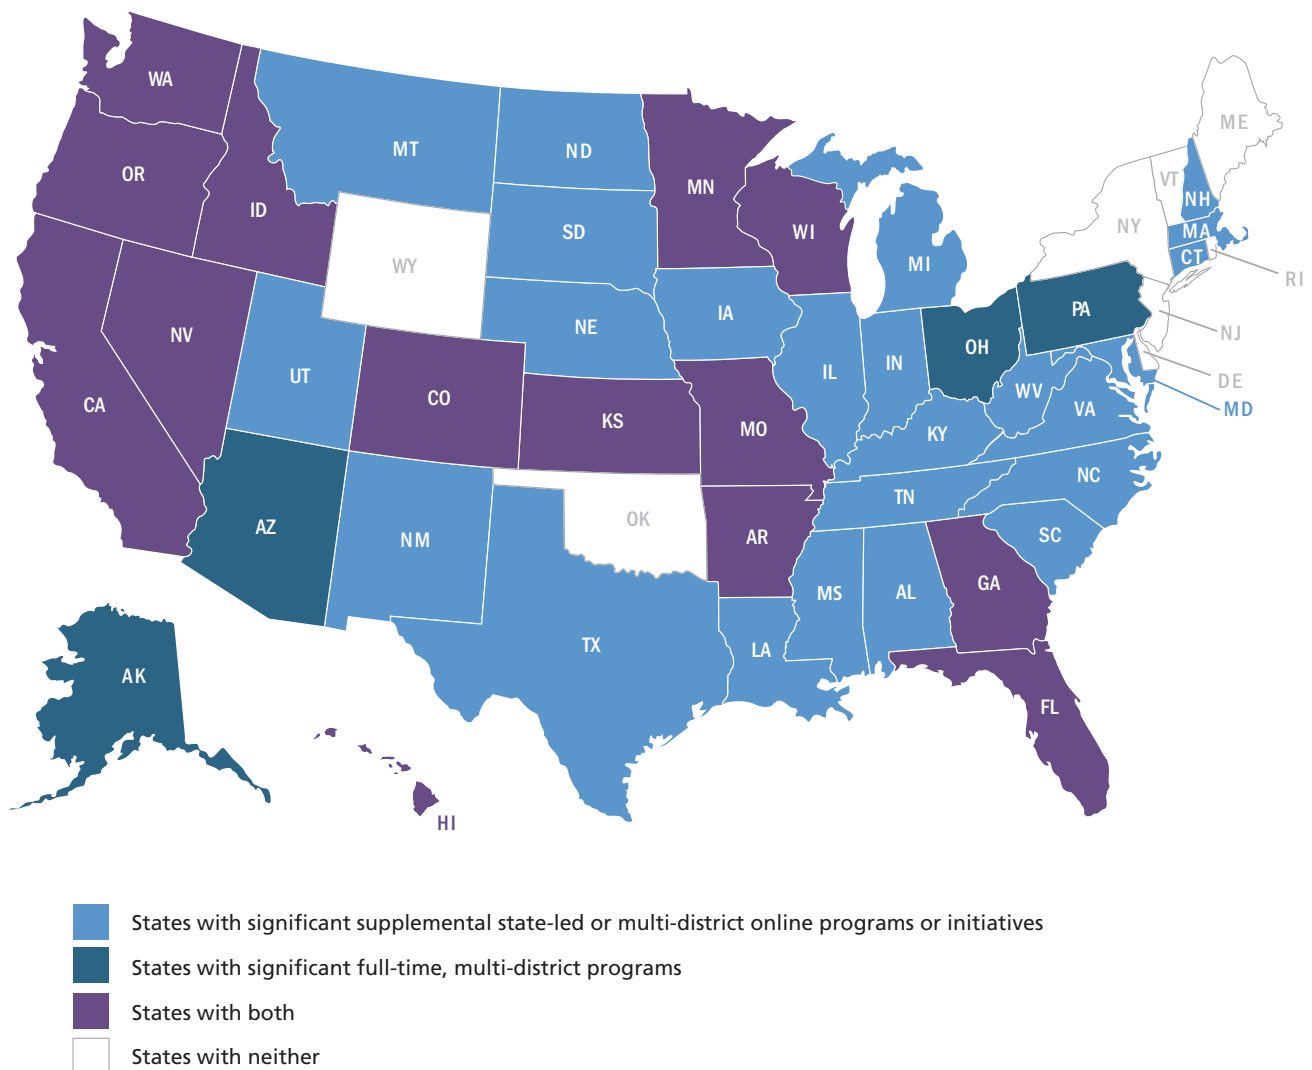 WA
ME
MT
ND
OR
VT
MN
NH
ID
NY
SD
WI
MA
CT
MI
WY
RI
PA
IA
NE
NJ
NV
OH
IN
IL
UT
DE
WV
CO
CA
VA
MD
KS
MO
KY
NC
TN
OK
AZ
SC
AR
NM
GA
MS
AL
TX
LA
AK
FL
HI
States with significant supplemental state-led or multi-district online programs or initiatives
States with significant full-time, multi-district programs
States with both
States with neither